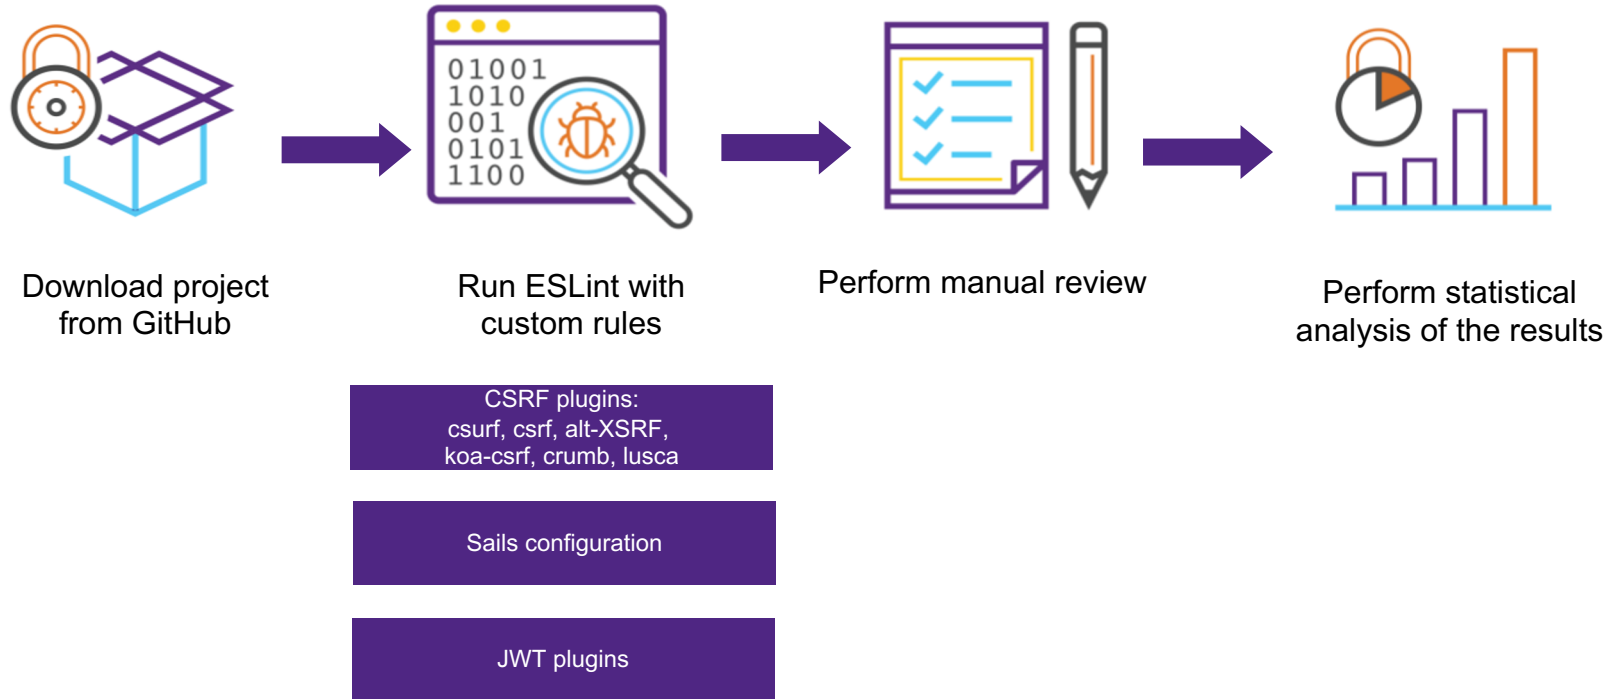 01001
1010
001
0101
1100
Download project
from GitHub
Run ESLint with
custom rules
Perform manual review
Perform statistical
analysis of the results
CSRF plugins:
csurf, csrf, alt-XSRF,
koa-csrf, crumb, lusca
Sails configuration
JWT plugins